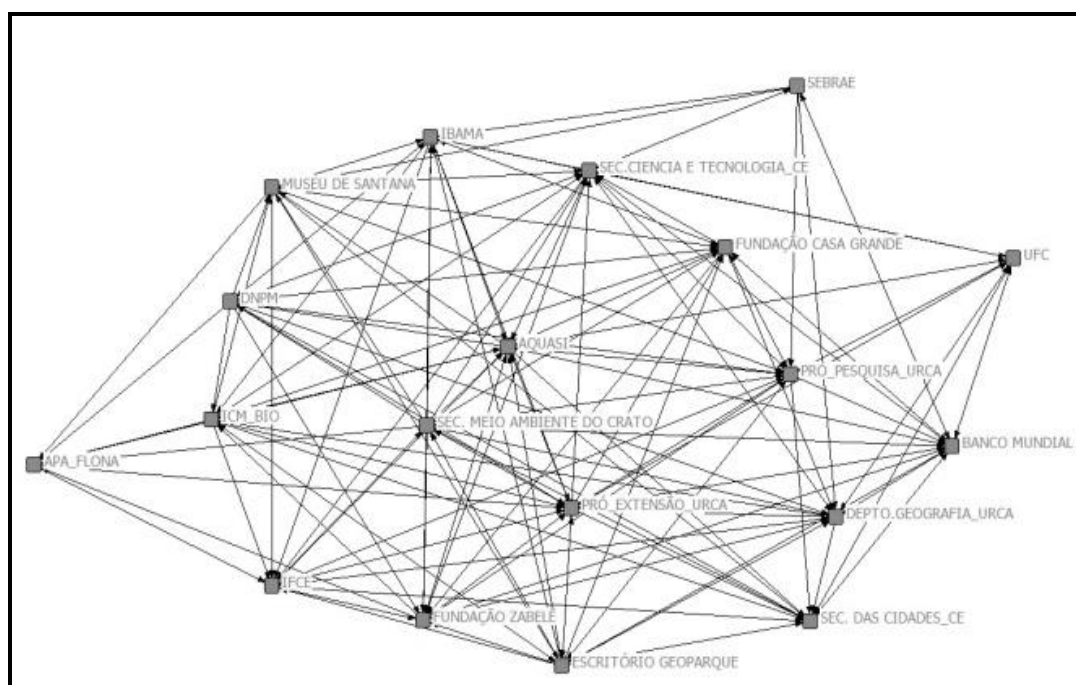 SEBRAE
IBAMA
SEC.CIENCIA E TECNOLOGIA_CE
MUSEU DE SANTANA
FUNDAÇÃO CASA GRANDE
UFC
DNPM
AQUASI
PRÓ_PESQUISA_URCA
ICM_BIO
SEC. MEIO AMBIENTE DO CRATO
BANCO MUNDIAL
APA_FLONA
PRÓ_EXTENSÃO_URCA
DEPTO.GEOGRAFIA_URCA
IFCE
FUNDAÇÃO ZABELÊ
SEC. DAS CIDADES_CE
ESCRITÓRIO GEOPARQUE